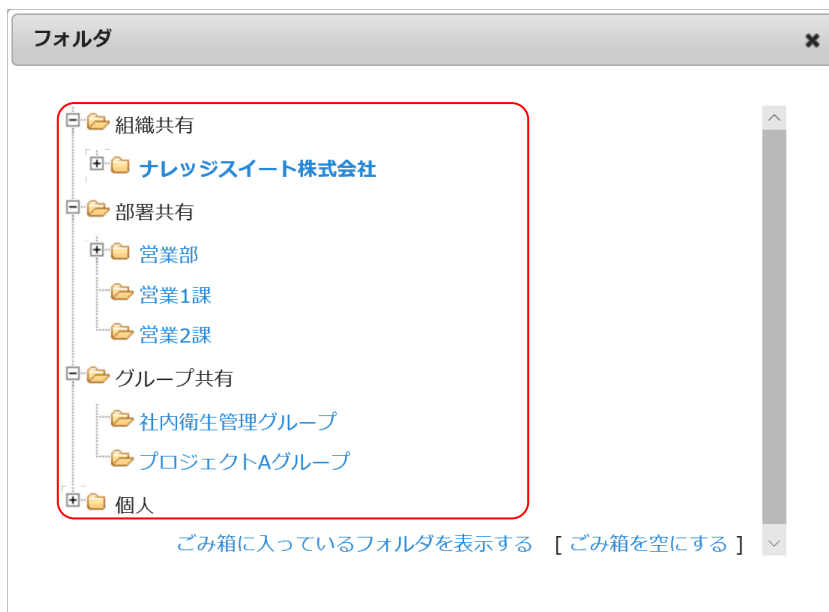 フォルダ
組織共有
ナレッジスイート株式会社
部署共有
営業部
営業1課
営業2課
グループ共有
社内衛生管理グループ
プロジェクトAグループ
個人
ごみ箱に入っているフォルダを表示する [ ごみ箱を空にする ]